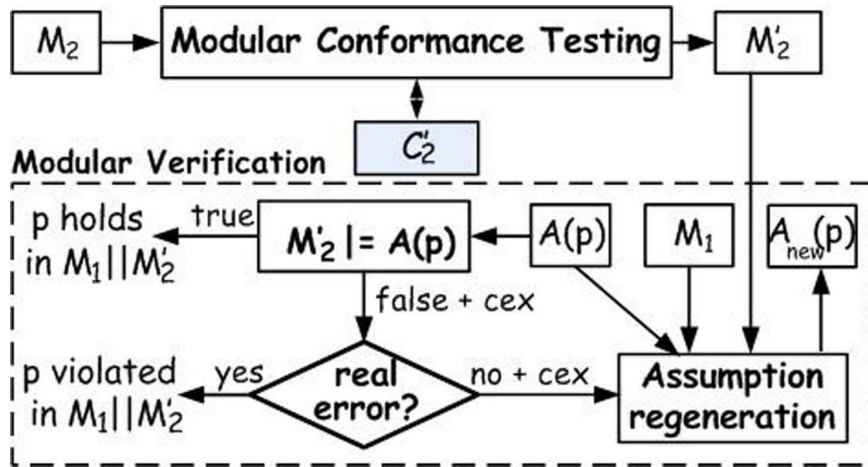 M₂
Modular Conformance Testing
M'₂
C'₂
Modular Verification
p holds
in M₁||M'₂
true
M'₂ |= A(p)
A(p)
M₁
A_new(p)
false + cex
p violated
in M₁||M'₂
yes
real
error?
no + cex
Assumption
regeneration